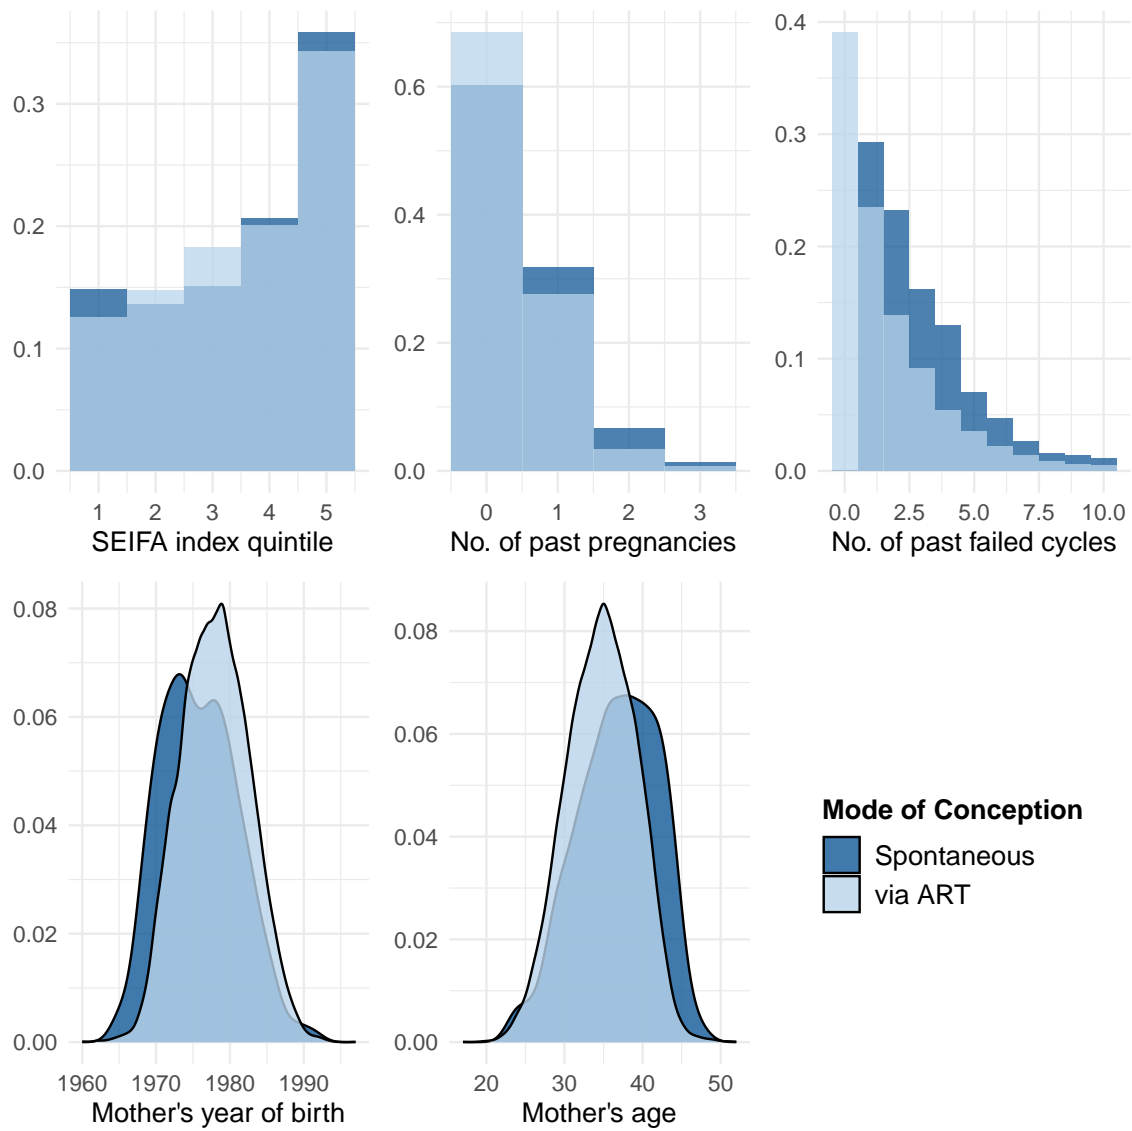 0.3
0.2
0.1
0.0
1 2 3 4 5
SEIFA index quintile
0.6
0.4
0.2
0.0
0 1 2 3
No. of past pregnancies
0.4
0.3
0.2
0.1
0.0
0.0 2.5 5.0 7.5 10.0
No. of past failed cycles
0.08
0.06
0.04
0.02
0.00
1960 1970 1980 1990
Mother's year of birth
0.08
0.06
0.04
0.02
0.00
20 30 40 50
Mother's age
Mode of Conception
Spontaneous
via ART